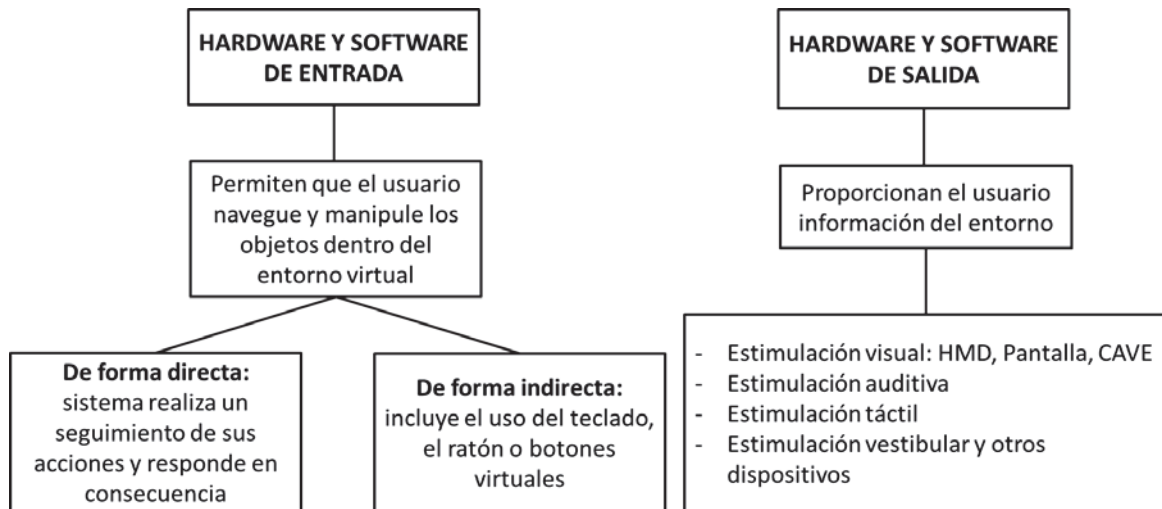 HARDWARE Y SOFTWARE
DE ENTRADA
Permiten que el usuario
navegue y manipule los
objetos dentro del
entorno virtual
De forma directa:
sistema realiza un
seguimiento de sus
acciones y responde en
consecuencia
De forma indirecta:
incluye el uso del teclado,
el ratón o botones
virtuales
HARDWARE Y SOFTWARE
DE SALIDA
Proporcionan el usuario
información del entorno
- Estimulación visual: HMD, Pantalla, CAVE
- Estimulación auditiva
- Estimulación táctil
- Estimulación vestibular y otros
dispositivos